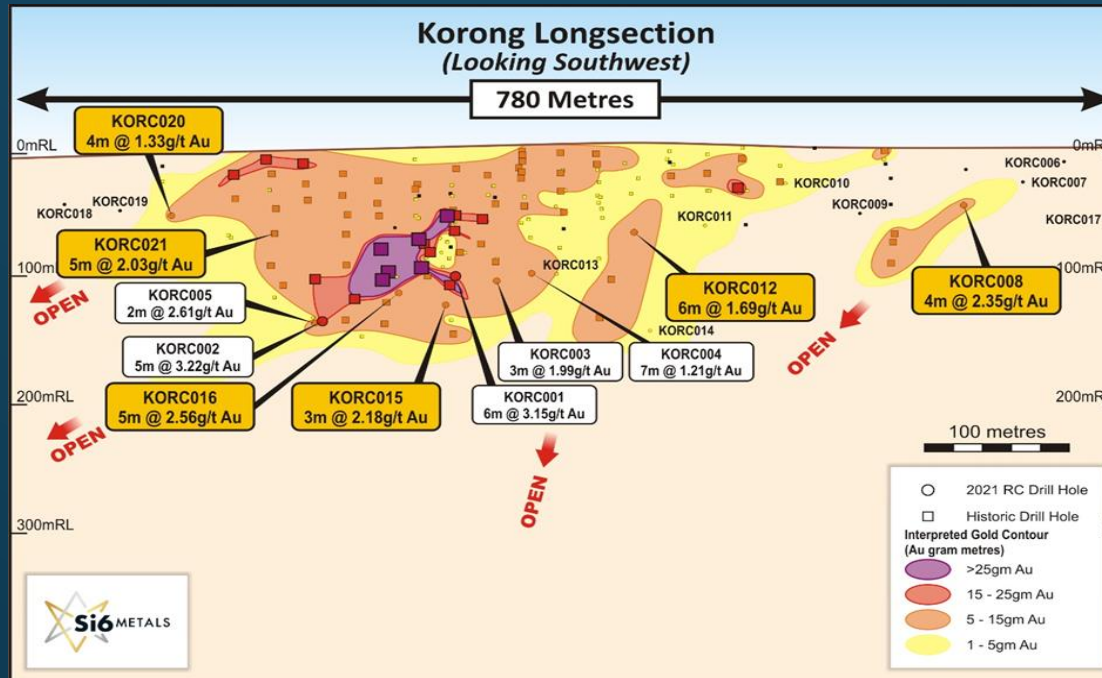 Korong Longsection
(Looking Southwest)
780 Metres
KORC020
4m @ 1.33g/t Au
0mRL
0mRL
KORC006
KORC007
KORC010
KORC019
KORC018
KORC009
KORC011
KORC017
KORC021
5m @ 2.03g/t Au
KORC013
100mRL
100mRL
OPEN
KORC012
6m @ 1.69g/t Au
KORC008
4m @ 2.35g/t Au
KORC005
2m @ 2.61g/t Au
KORC014
OPEN
KORC002
5m @ 3.22g/t Au
KORC003
3m @ 1.99g/t Au
KORC004
7m @ 1.21g/t Au
KORC016
5m @ 2.56g/t Au
KORC015
3m @ 2.18g/t Au
KORC001
6m @ 3.15g/t Au
200mRL
200mRL
OPEN
OPEN
100 metres
300mRL
2021 RC Drill Hole
Historic Drill Hole
Interpreted Gold Contour
(Au gram metres)
>25gm Au
15 - 25gm Au
5 - 15gm Au
1 - 5gm Au
Si6 METALS